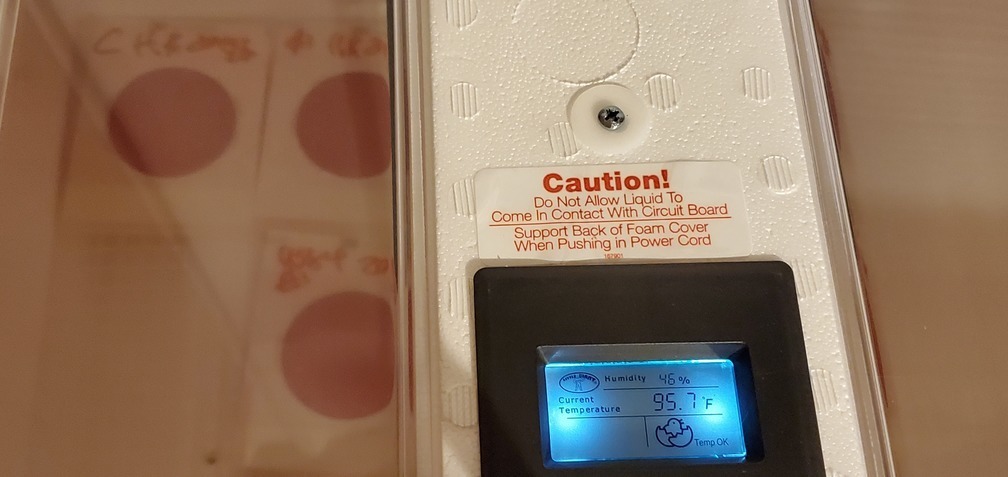 Caution!
Do Not Allow Liquid To
Come In Contact With Circuit Board
Support Back of Foam Cover
When Pushing in Power Cord
Humidity 46%
Current
Temperature 95.7°F
Temp OK